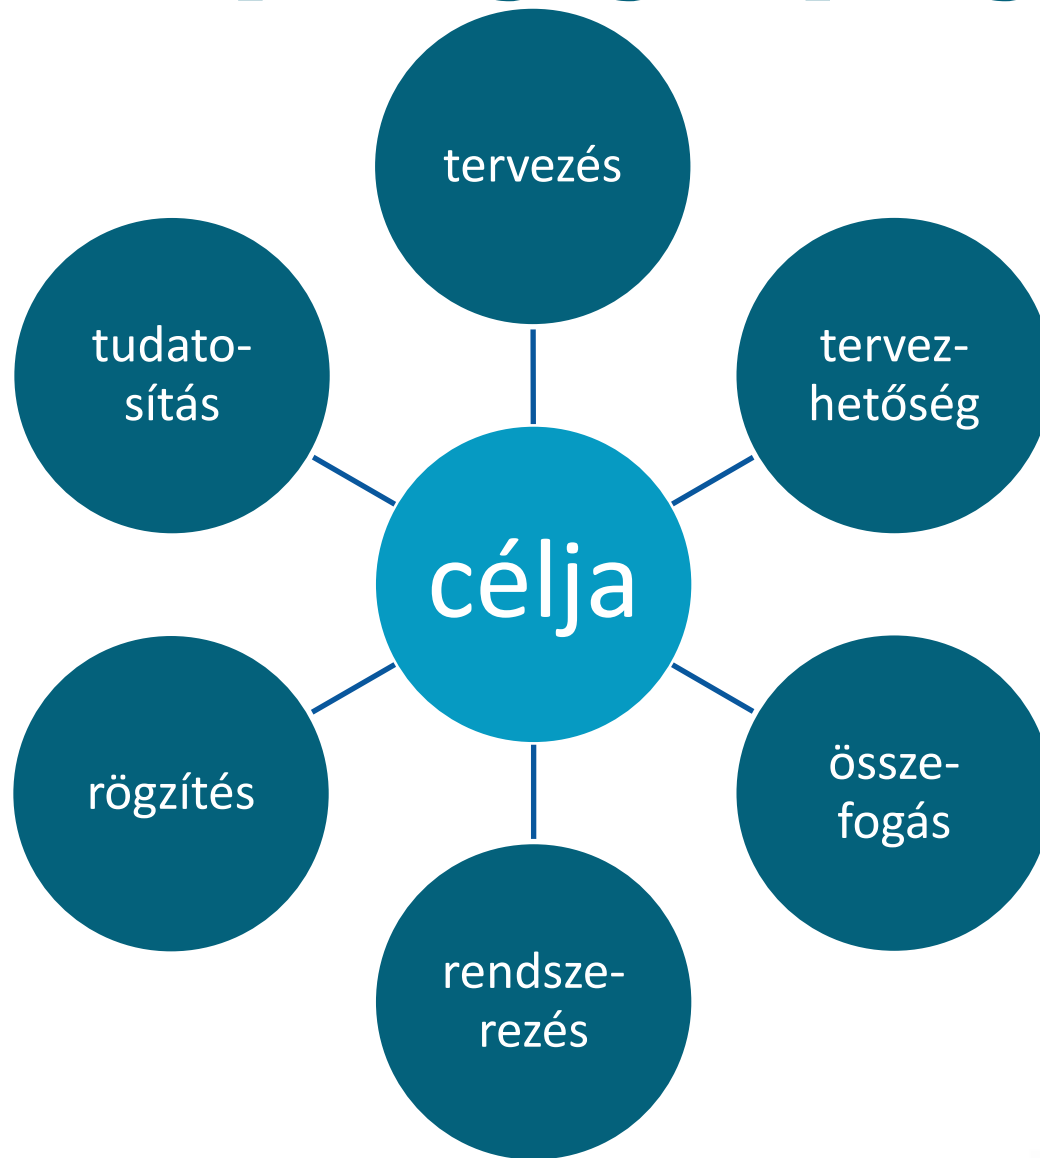 tervezés
tervez-
hetőség
össze-
fogás
rendsze-
rezés
rögzítés
tudato-
sítás
célja